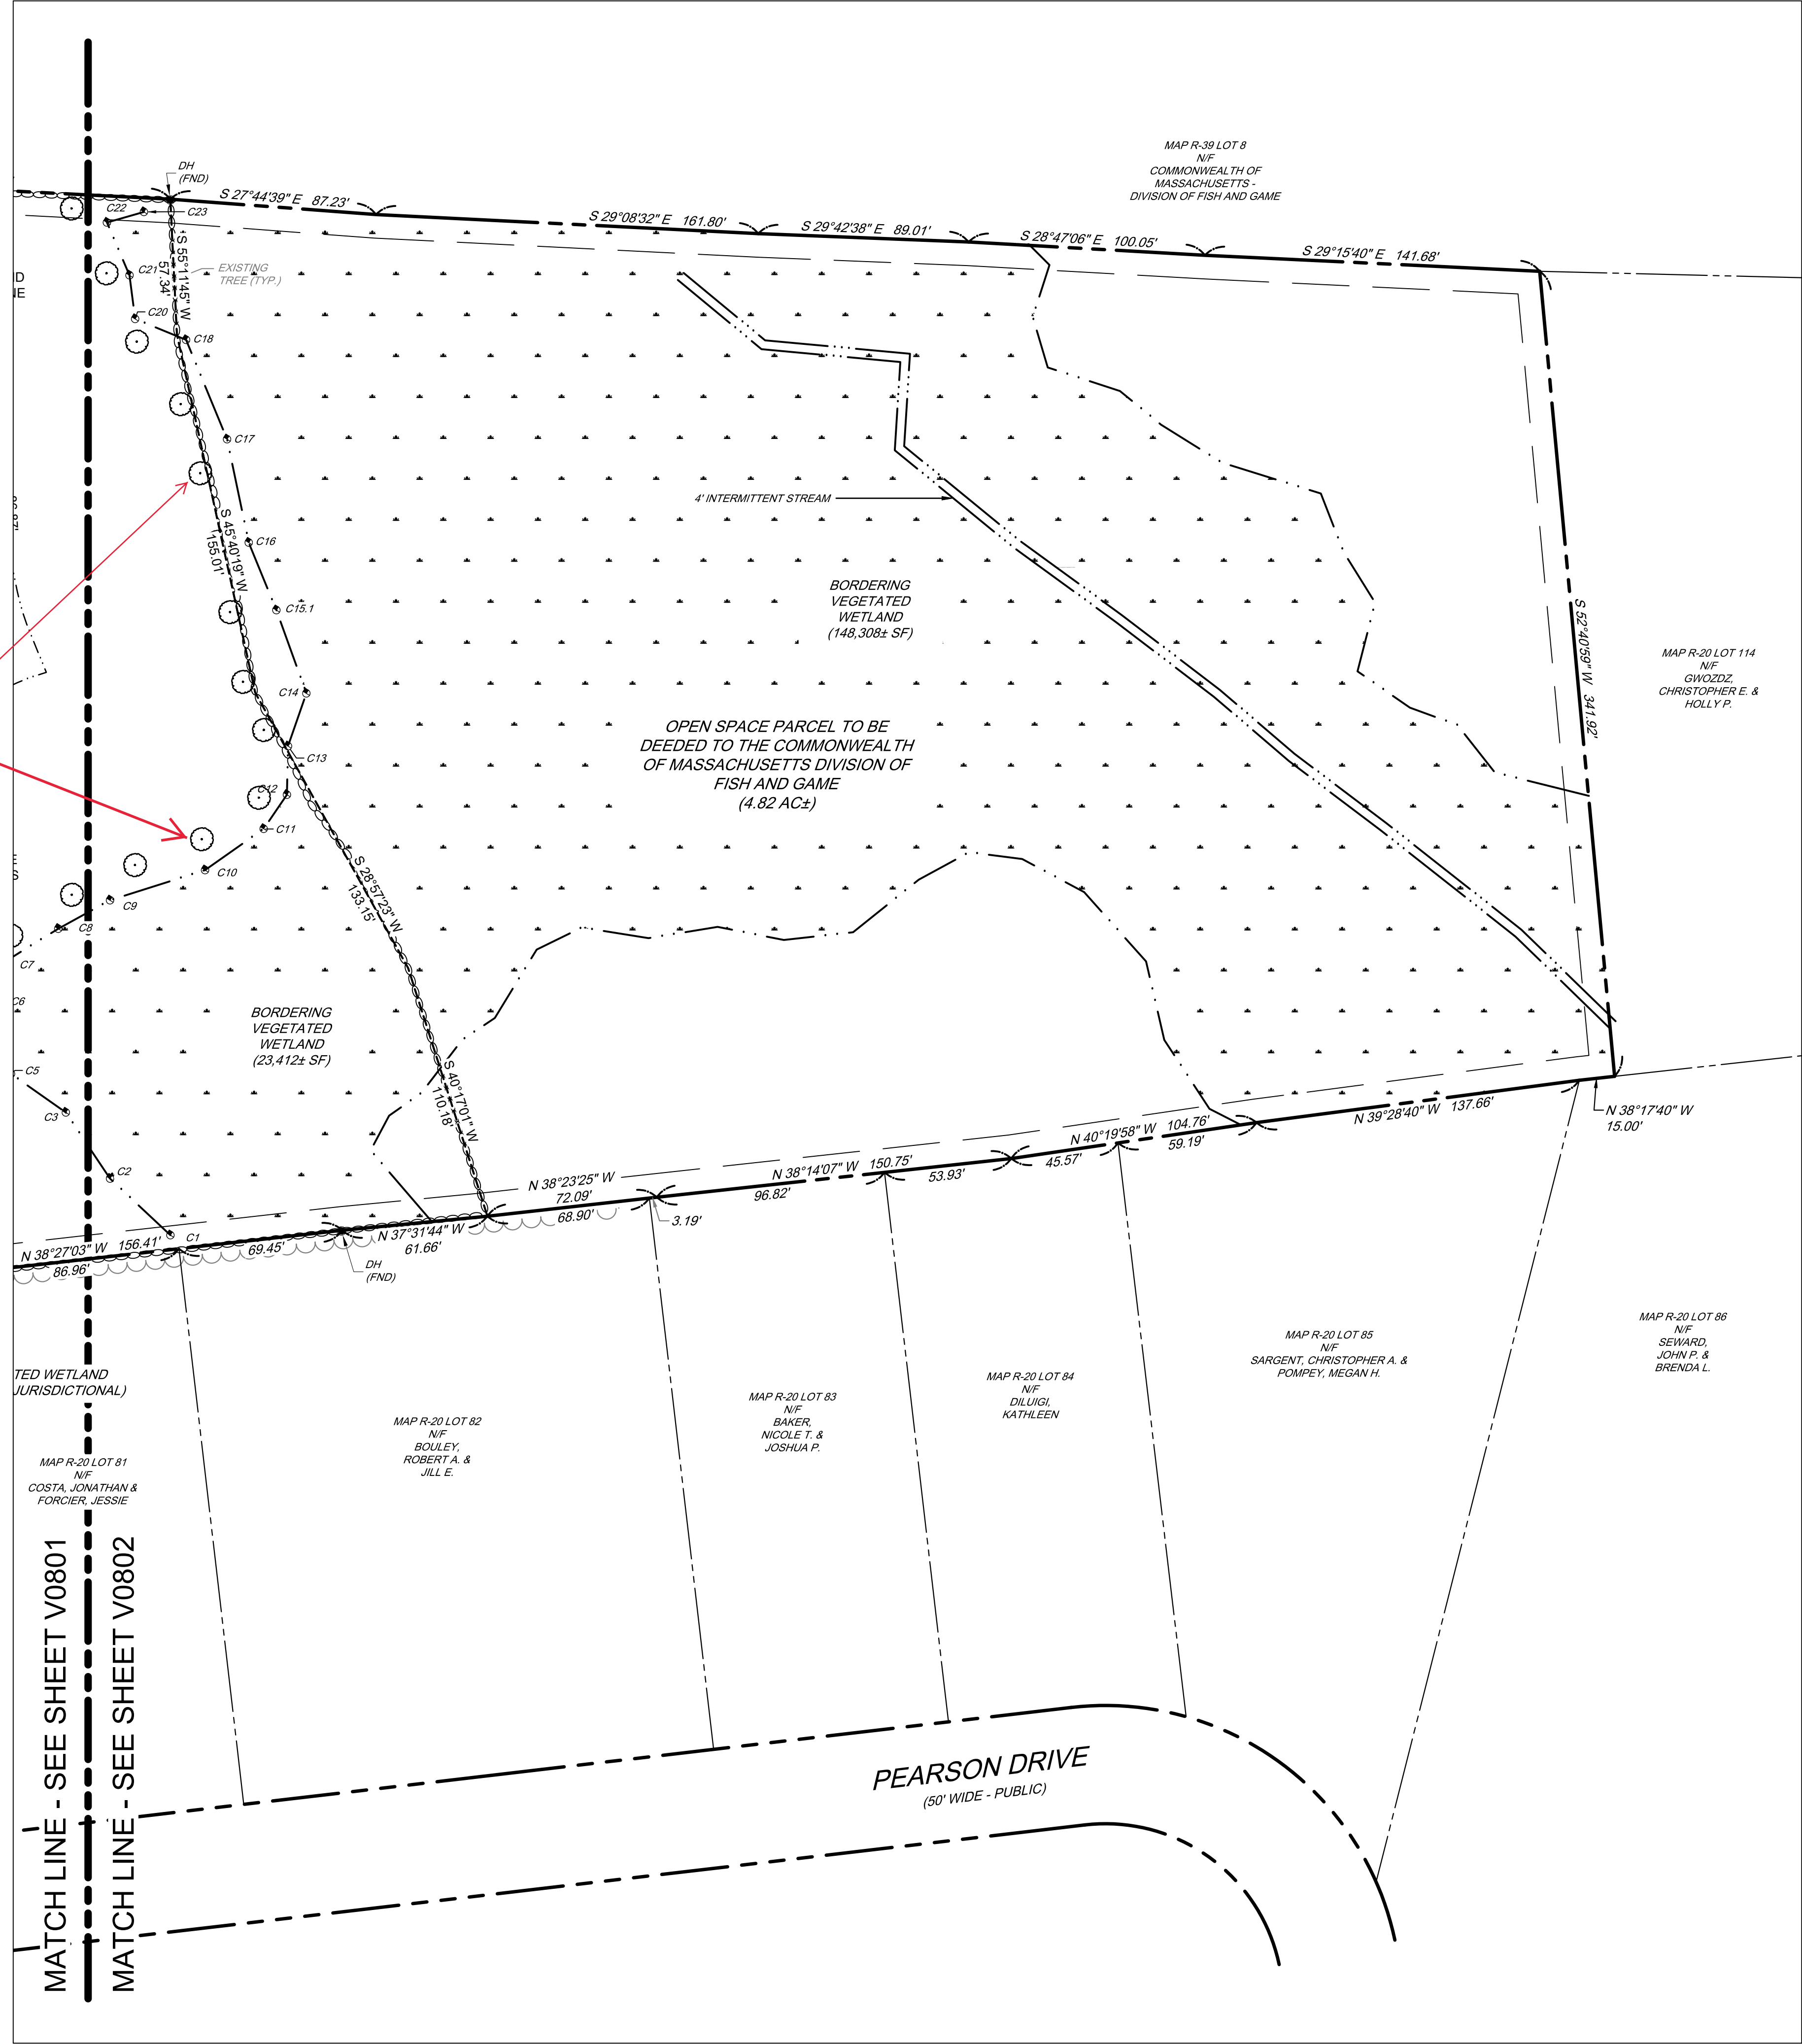 MAP R-39 LOT 8
N/F
COMMONWEALTH OF
MASSACHUSETTS -
DIVISION OF FISH AND GAME
DH
(FND)
S 27°44'39" E 87.23'
S 29°08'32" E 161.80'
S 29°42'38" E 89.01'
S 28°47'06" E 100.05'
S 29°15'40" E 141.68'
C22
C23
S 55°11'45" W
57.34'
EXISTING
TREE (TYP.)
C21
C20
C18
C17
C16
C15.1
C14
C13
C12
C11
C10
C9
C8
C7
C6
C5
C3
C2
C1
S 45°40'19" W
155.01'
4' INTERMITTENT STREAM
BORDERING
VEGETATED
WETLAND
(148,308± SF)
OPEN SPACE PARCEL TO BE
DEEDED TO THE COMMONWEALTH
OF MASSACHUSETTS DIVISION OF
FISH AND GAME
(4.82 AC±)
S 52°40'59" W 341.92'
MAP R-20 LOT 114
N/F
GWOZDZ,
CHRISTOPHER E. &
HOLLY P.
S 28°57'23" W
133.15'
BORDERING
VEGETATED
WETLAND
(23,412± SF)
S 40°17'01" W
110.18'
N 38°27'03" W 156.41'
86.96'
69.45'
DH
(FND)
N 37°31'44" W
61.66'
N 38°23'25" W
72.09'
68.90'
3.19'
N 38°14'07" W 150.75'
96.82'
53.93'
N 40°19'58" W 104.76'
45.57'
59.19'
N 39°28'40" W 137.66'
N 38°17'40" W
15.00'
TED WETLAND
JURISDICTIONAL)
MAP R-20 LOT 81
N/F
COSTA, JONATHAN &
FORCIER, JESSIE
MAP R-20 LOT 82
N/F
BOULEY,
ROBERT A. &
JILL E.
MAP R-20 LOT 83
N/F
BAKER,
NICOLE T. &
JOSHUA P.
MAP R-20 LOT 84
N/F
DILUIGI,
KATHLEEN
MAP R-20 LOT 85
N/F
SARGENT, CHRISTOPHER A. &
POMPEY, MEGAN H.
MAP R-20 LOT 86
N/F
SEWARD,
JOHN P. &
BRENDA L.
PEARSON DRIVE
(50' WIDE - PUBLIC)
MATCH LINE - SEE SHEET V0801
MATCH LINE - SEE SHEET V0802